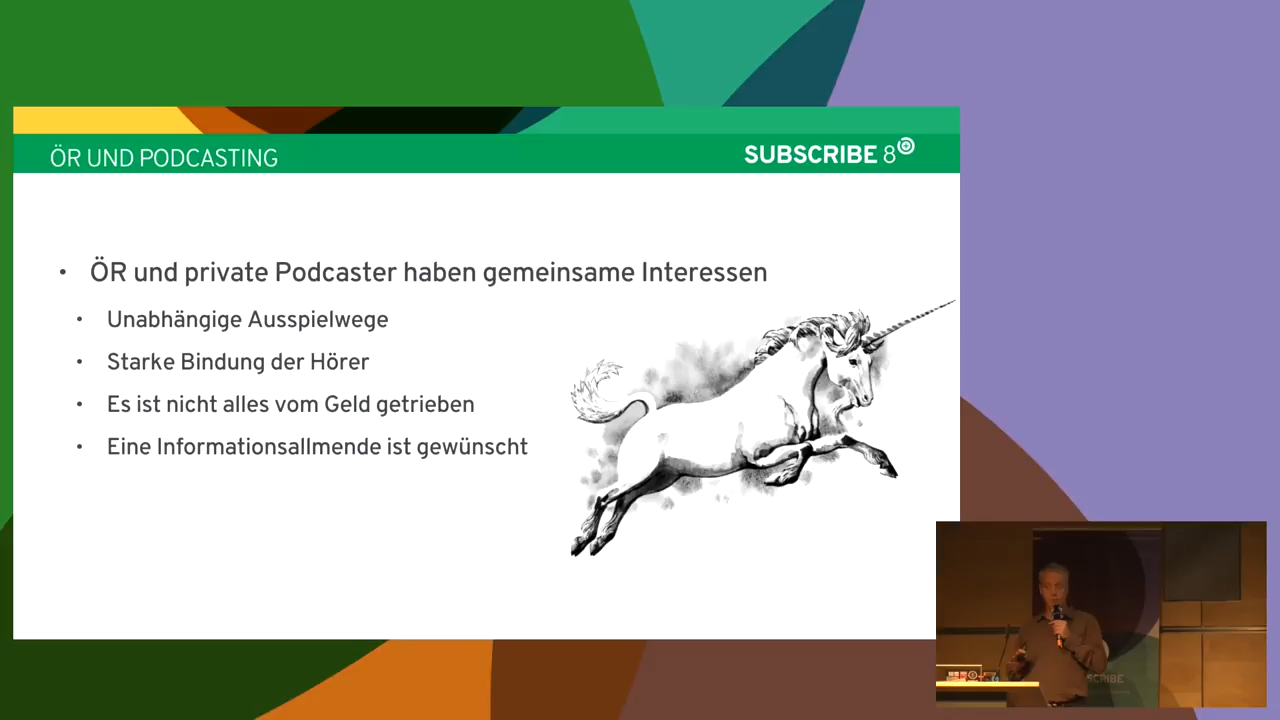 ÖR UND PODCASTING
SUBSCRIBE 8
• ÖR und private Podcaster haben gemeinsame Interessen
• Unabhängige Ausspielwege
• Starke Bindung der Hörer
• Es ist nicht alles vom Geld getrieben
• Eine Informationsallmende ist gewünscht
SCRIBE